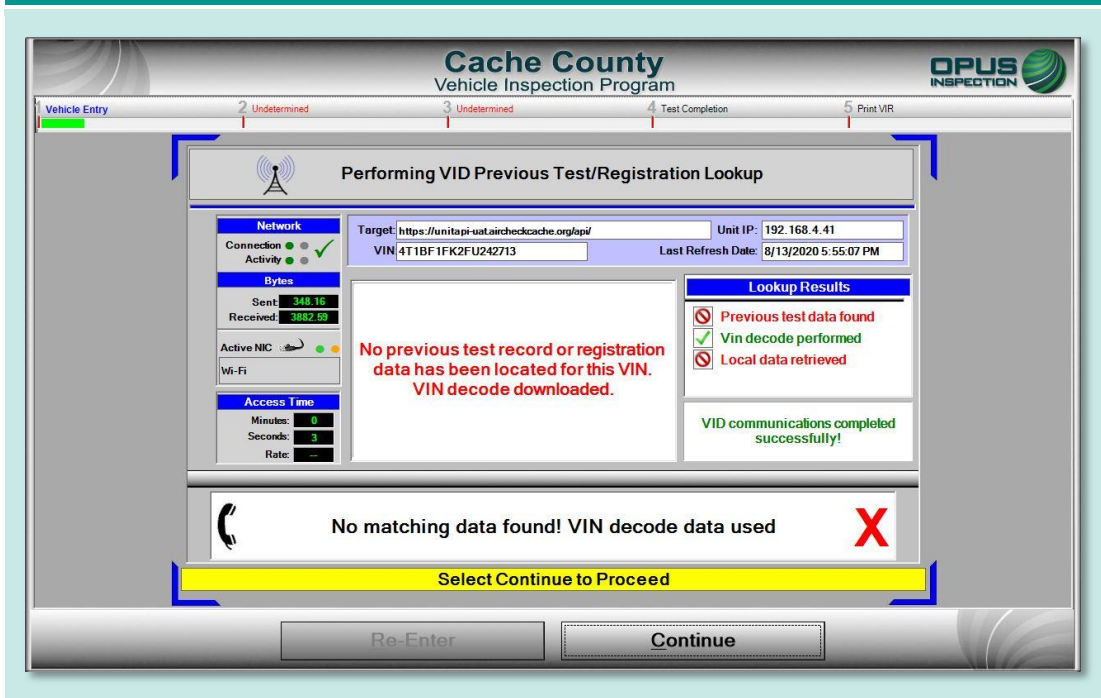 Cache County
Vehicle Inspection Program
OPUS
INSPECTION
1 Vehicle Entry
2 Undetermined
3 Undetermined
4 Test Completion
5 Print VIR
Performing VID Previous Test/Registration Lookup
Network
Connection
Activity
Bytes
Sent: 348.16
Received: 3882.59
Active NIC
Wi-Fi
Access Time
Minutes: 0
Seconds: 3
Rate: --
Target: https://unitapi-uat.aircheckcache.org/api/
Unit IP: 192.168.4.41
VIN 4T1BF1FK2FU242713
Last Refresh Date: 8/13/2020 5:55:07 PM
No previous test record or registration
data has been located for this VIN.
VIN decode downloaded.
Lookup Results
Previous test data found
Vin decode performed
Local data retrieved
VID communications completed
successfully!
No matching data found! VIN decode data used
X
Select Continue to Proceed
Re-Enter
Continue